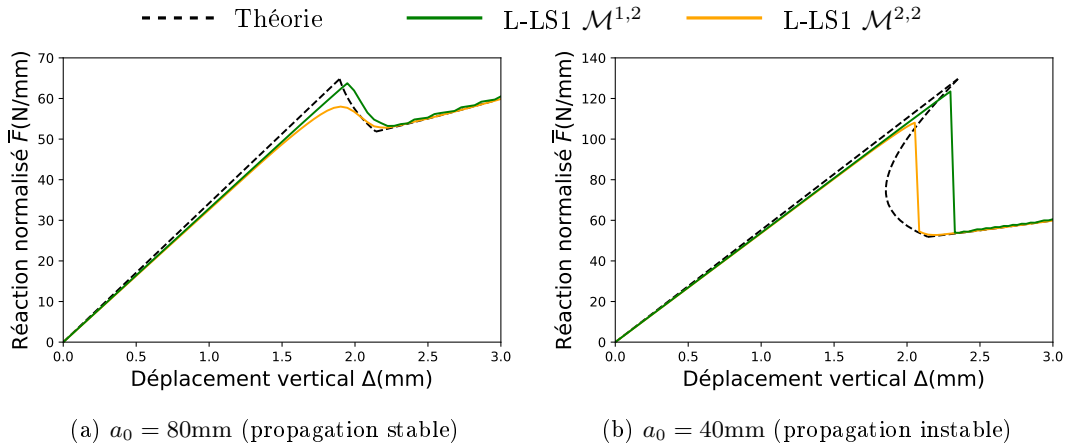 Théorie L-LS1 $\mathcal{M}^{1,2}$ L-LS1 $\mathcal{M}^{2,2}$
Réaction normalisé F̅(N/mm)
70
60
50
40
30
20
10
0
0.0 0.5 1.0 1.5 2.0 2.5 3.0
Déplacement vertical Δ(mm)
(a) a₀ = 80mm (propagation stable)
Réaction normalisé F̅(N/mm)
140
120
100
80
60
40
20
0
0.0 0.5 1.0 1.5 2.0 2.5 3.0
Déplacement vertical Δ(mm)
(b) a₀ = 40mm (propagation instable)